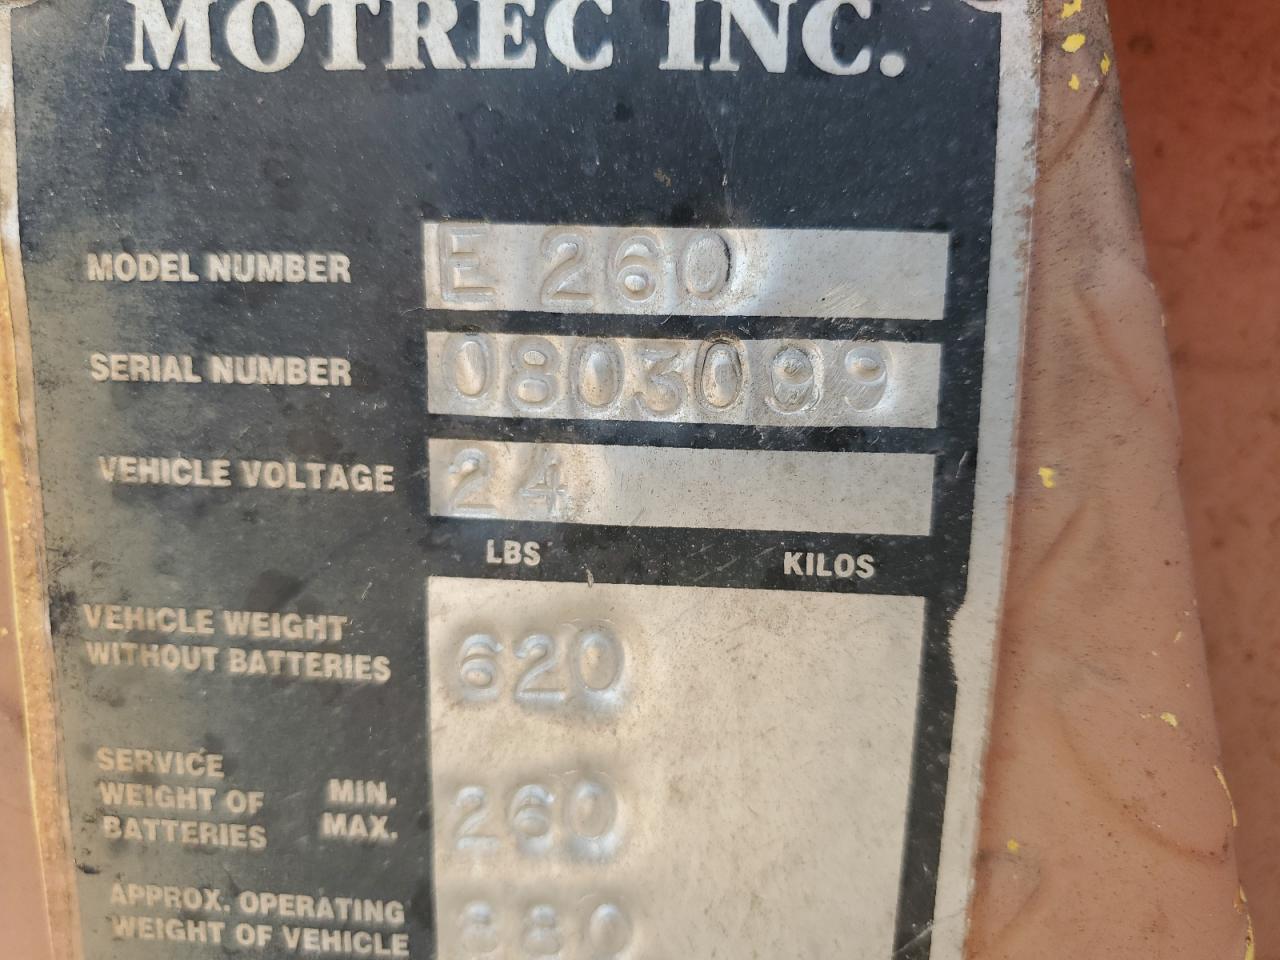 MOTREC INC.
MODEL NUMBER E 260
SERIAL NUMBER 0803099
VEHICLE VOLTAGE 24
LBS KILOS
VEHICLE WEIGHT
WITHOUT BATTERIES 620
SERVICE
WEIGHT OF MIN. 260
BATTERIES MAX.
APPROX. OPERATING
WEIGHT OF VEHICLE 880